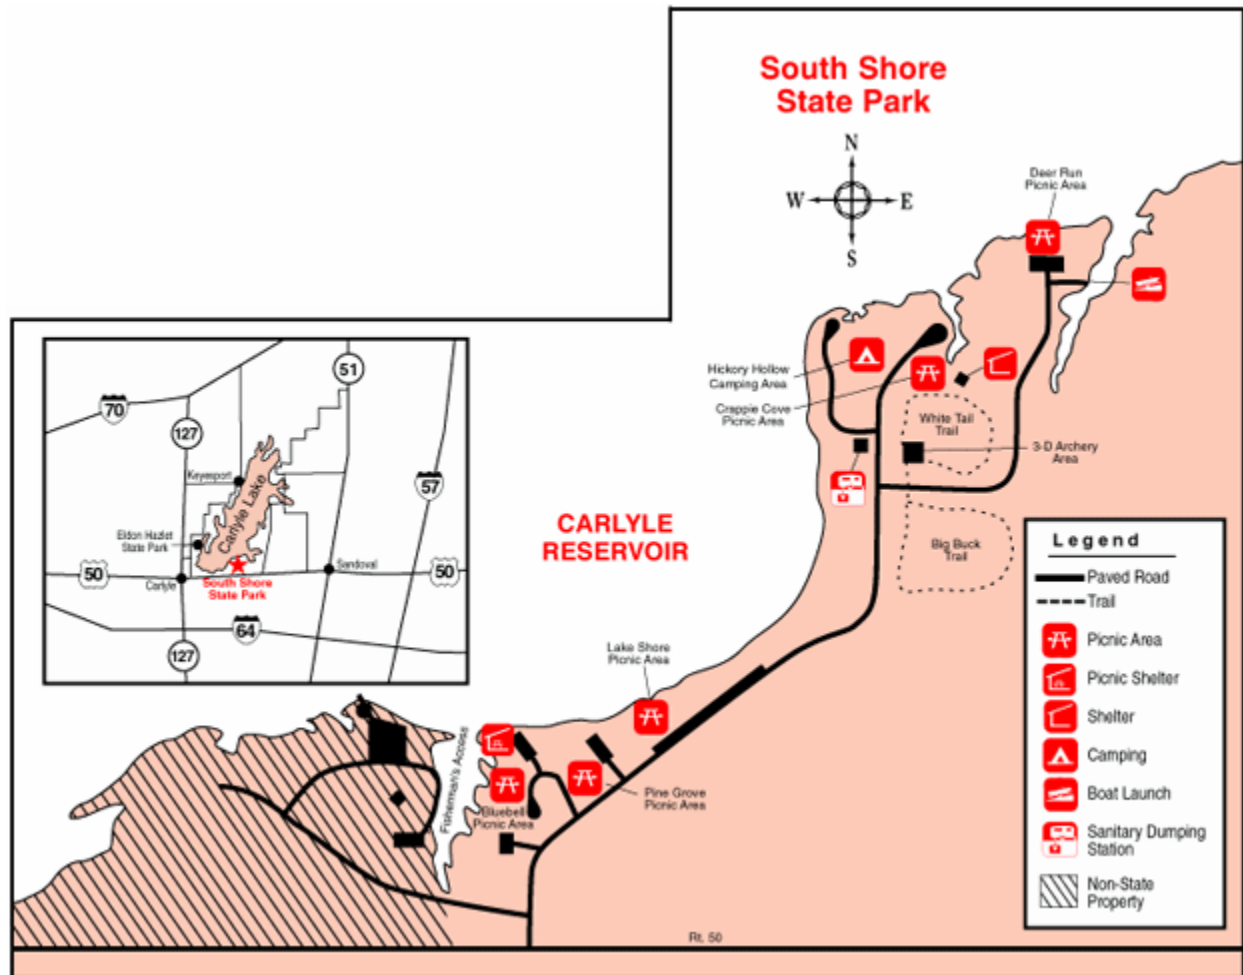 South Shore
State Park
N
W
E
S
Deer Run
Picnic Area
Hickory Hollow
Camping Area
Crappie Cove
Picnic Area
White Tail
Trail
3-D Archery
Area
Big Buck
Trail
CARLYLE
RESERVOIR
Lake Shore
Picnic Area
Pine Grove
Picnic Area
Bluebell
Picnic Area
Fisherman's Access
Rt. 50
51
70
127
Keyesport
57
Carlyle Lake
Eldon Hazlet
State Park
50
Carlyle
South Shore
State Park
Sandoval
50
64
127
Legend
Paved Road
Trail
Picnic Area
Picnic Shelter
Shelter
Camping
Boat Launch
Sanitary Dumping
Station
Non-State
Property